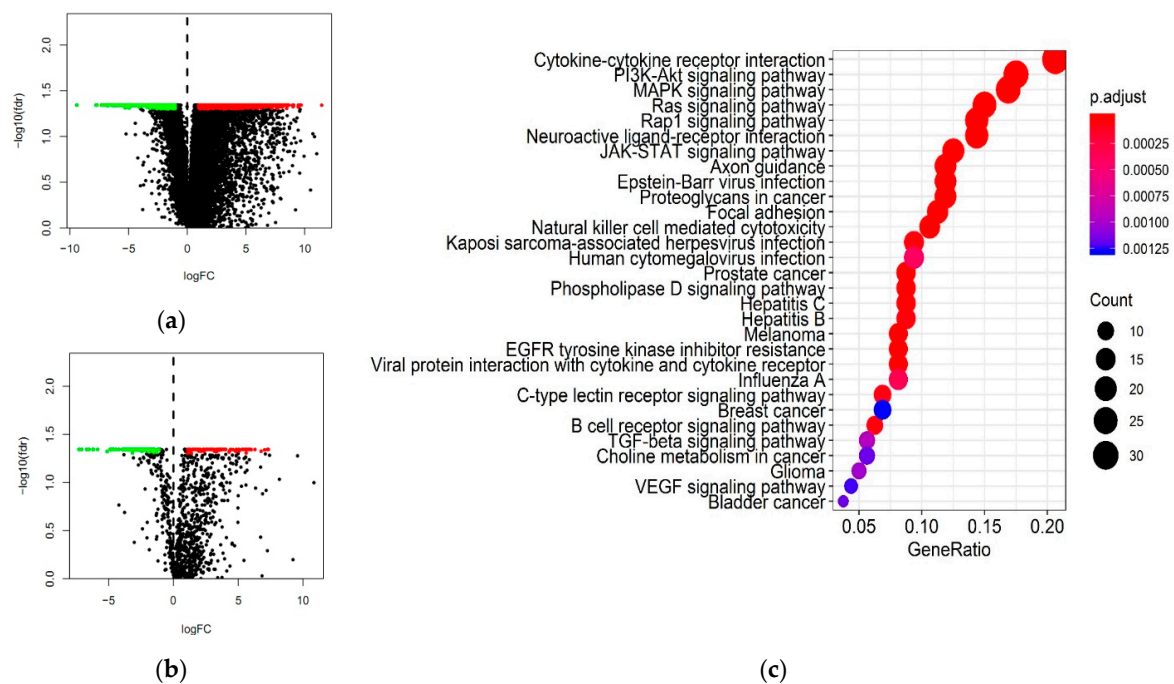 (a)
2.0
1.5
1.0
0.5
0.0
−log10(fdr)
−10 −5 0 5 10
logFC
(b)
2.0
1.5
1.0
0.5
0.0
−log10(fdr)
−5 0 5 10
logFC
Cytokine-cytokine receptor interaction
PI3K-Akt signaling pathway
MAPK signaling pathway
Ras signaling pathway
Rap1 signaling pathway
Neuroactive ligand-receptor interaction
JAK-STAT signaling pathway
Axon guidance
Epstein-Barr virus infection
Proteoglycans in cancer
Focal adhesion
Natural killer cell mediated cytotoxicity
Kaposi sarcoma-associated herpesvirus infection
Human cytomegalovirus infection
Prostate cancer
Phospholipase D signaling pathway
Hepatitis C
Hepatitis B
Melanoma
EGFR tyrosine kinase inhibitor resistance
Viral protein interaction with cytokine and cytokine receptor
Influenza A
C-type lectin receptor signaling pathway
Breast cancer
B cell receptor signaling pathway
TGF-beta signaling pathway
Choline metabolism in cancer
Glioma
VEGF signaling pathway
Bladder cancer
0.05 0.10 0.15 0.20
GeneRatio
p.adjust
0.00025
0.00050
0.00075
0.00100
0.00125
Count
10
15
20
25
30
(c)